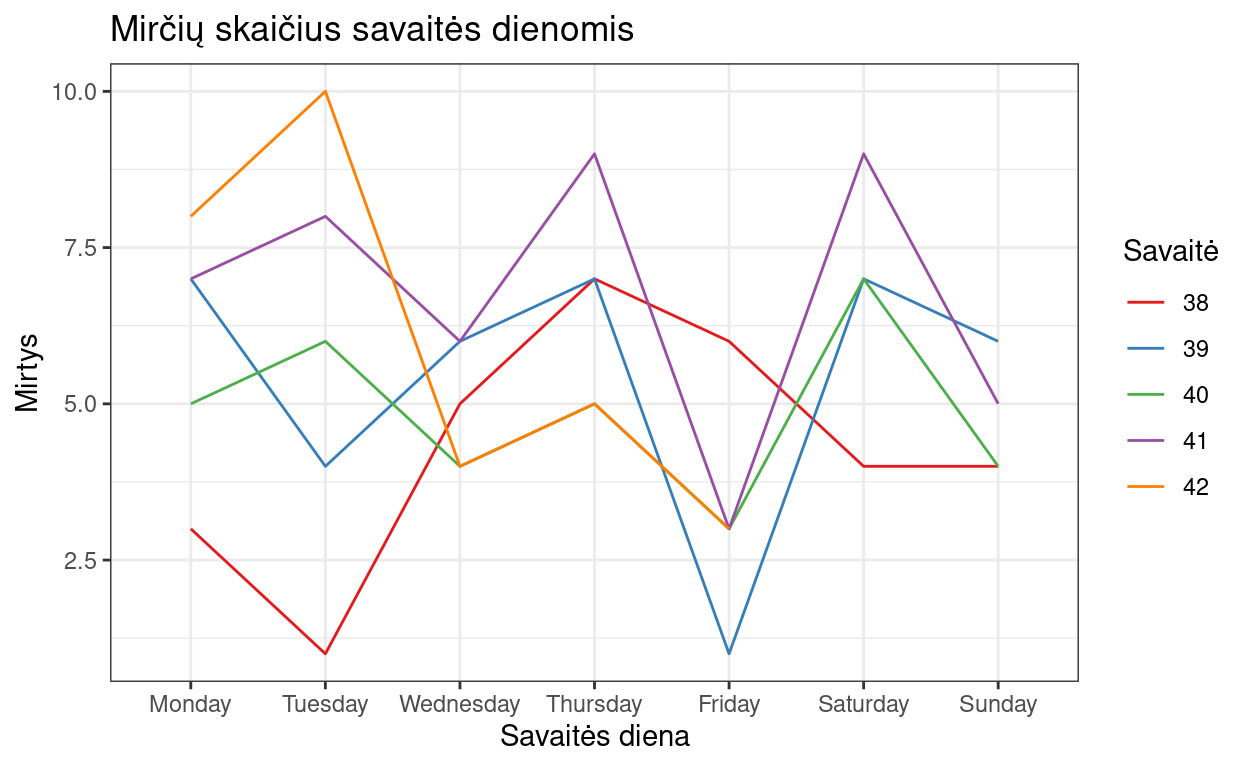 Mirčių skaičius savaitės dienomis
10.0
7.5
5.0
2.5
Mirtys
Monday Tuesday Wednesday Thursday Friday Saturday Sunday
Savaitės diena
Savaitė
38
39
40
41
42